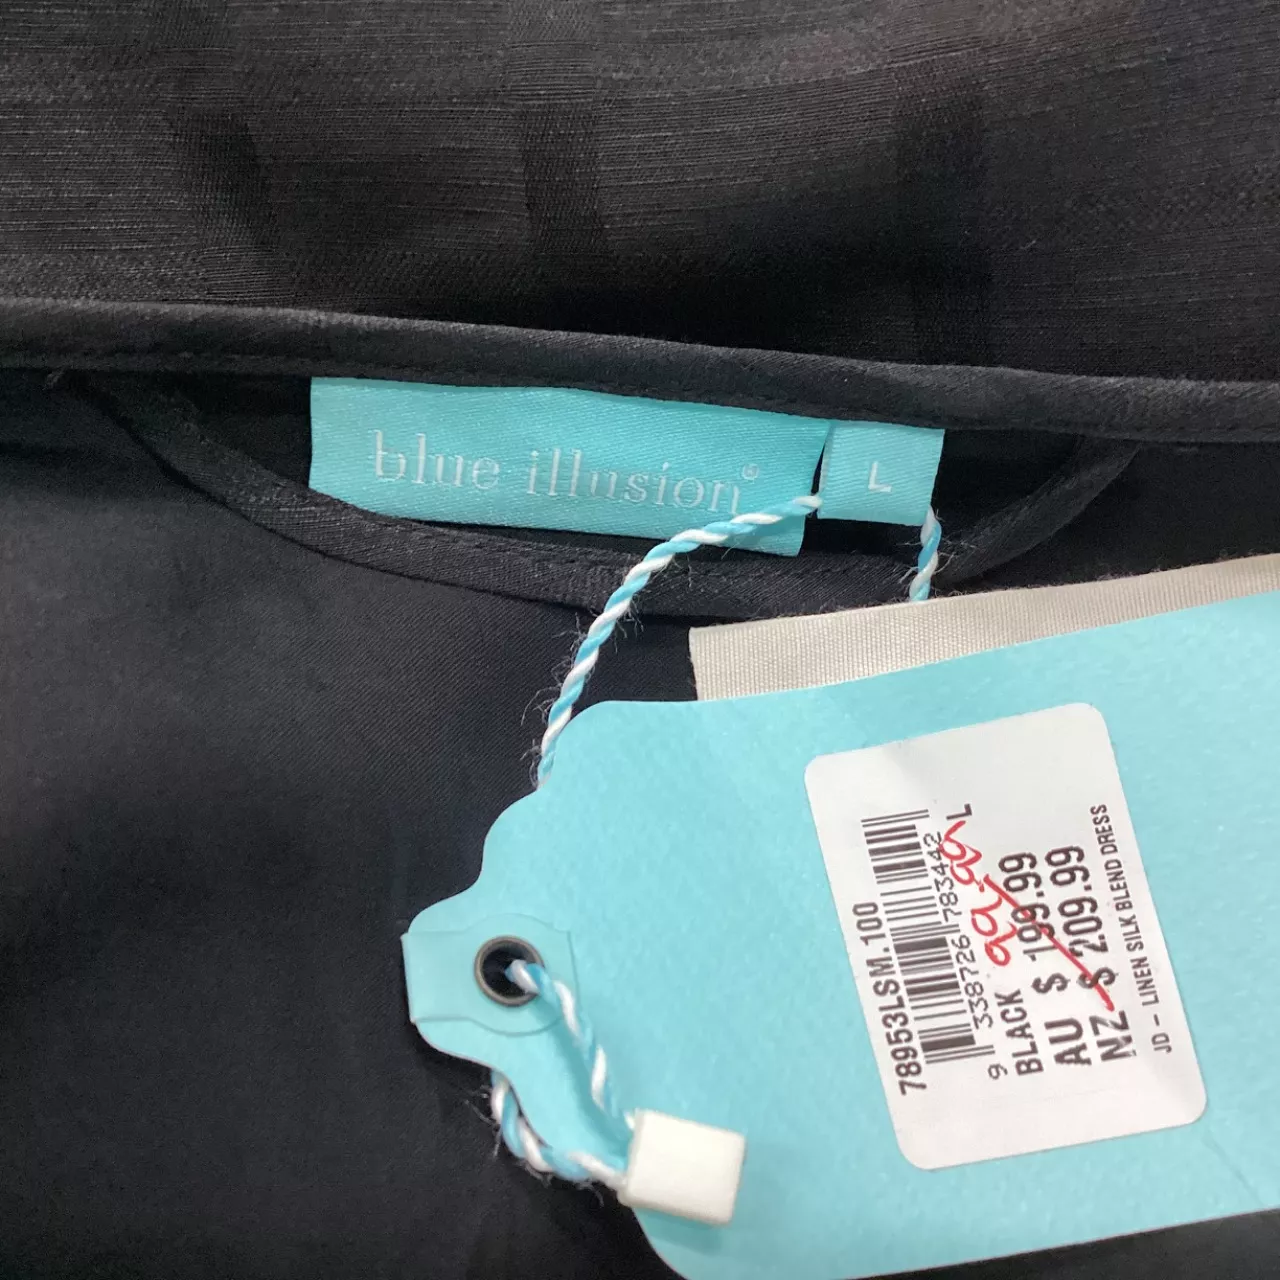 blue illusion®
L
78953LSM.100
9 338726 783442
BLACK L
99.99
AU $ 199.99
NZ $ 209.99
JD - LINEN SILK BLEND DRESS